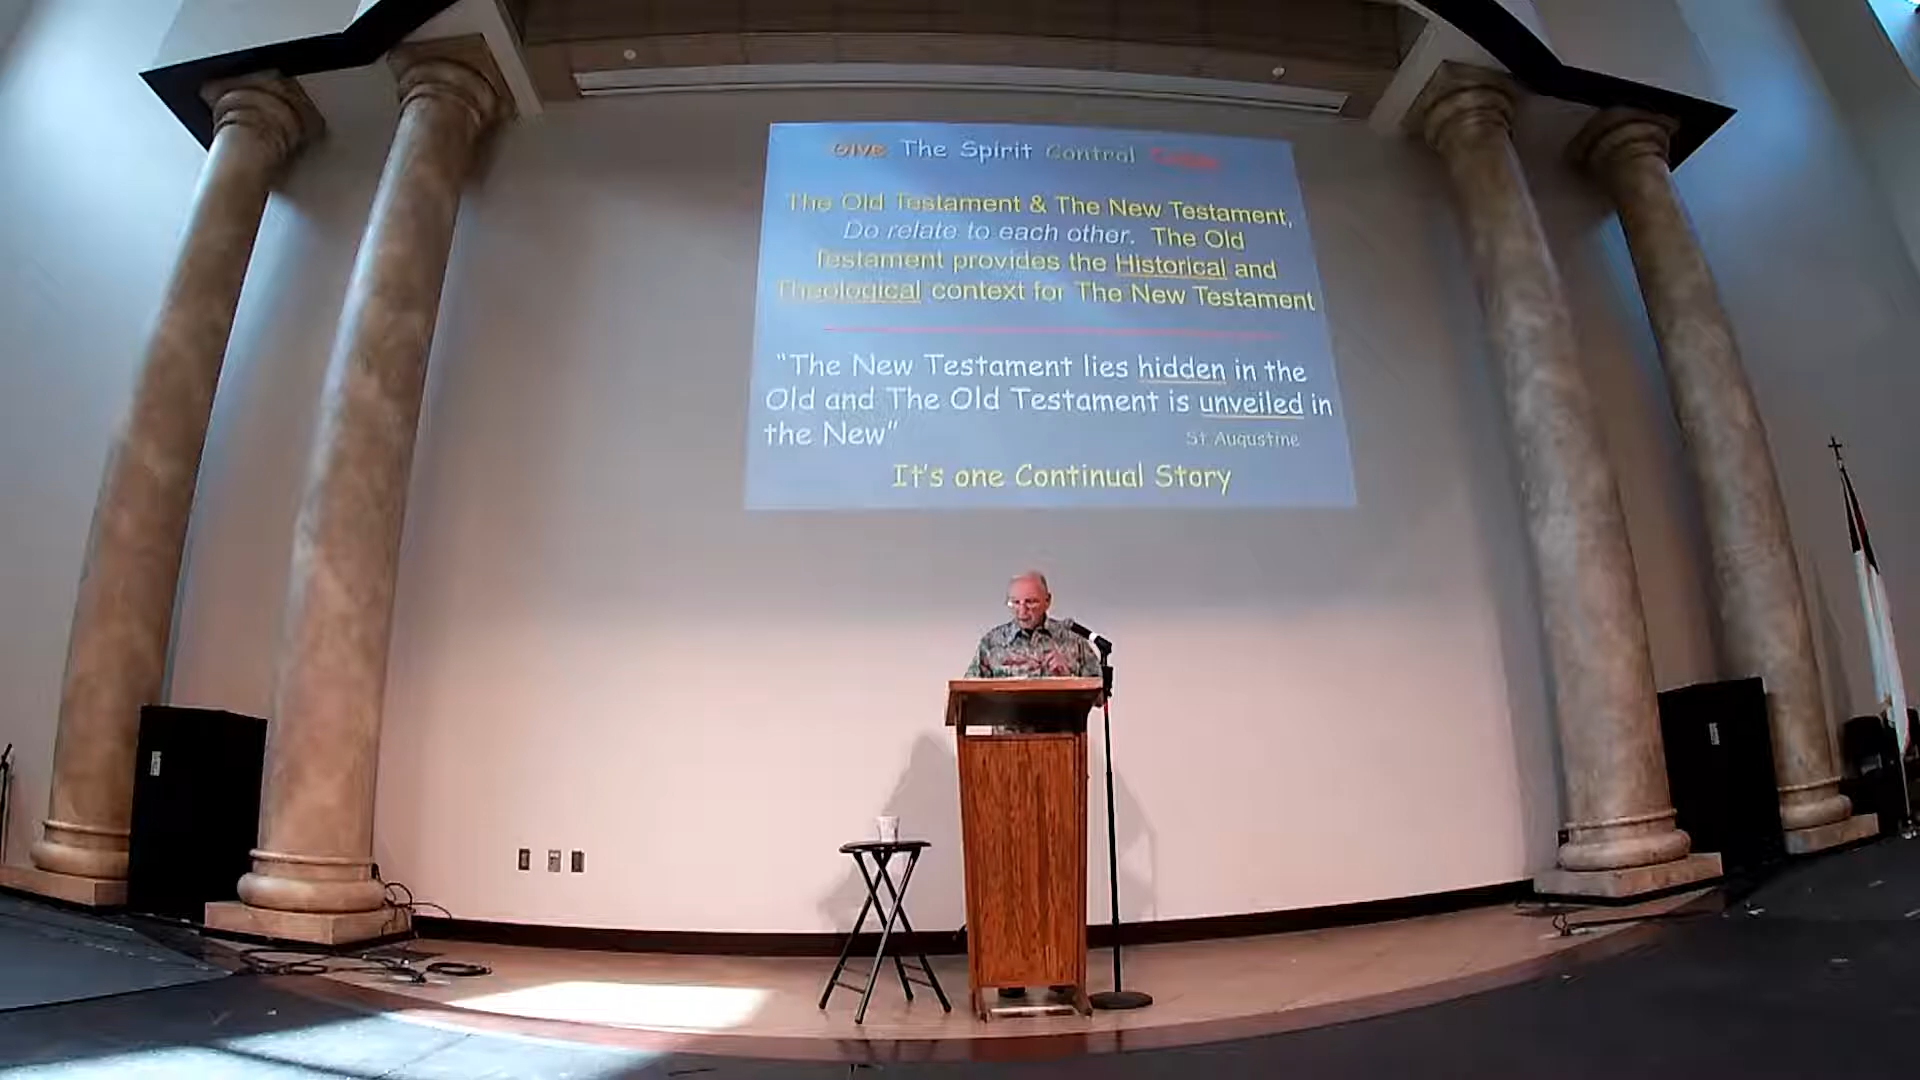 Give The Spirit Control
The Old Testament & The New Testament,
Do relate to each other. The Old
Testament provides the Historical and
Theological context for The New Testament
“The New Testament lies hidden in the
Old and The Old Testament is unveiled in
the New”
St Augustine
It's one Continual Story